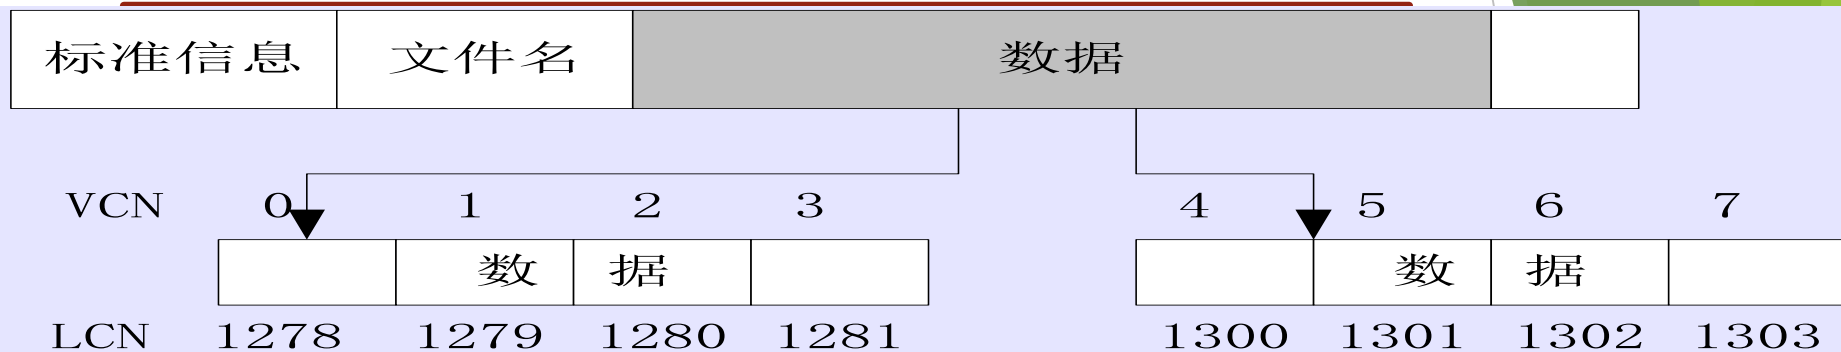 标准信息 文件名 数据
VCN 0 1 2 3 4 5 6 7
数 据 数 据
LCN 1278 1279 1280 1281 1300 1301 1302 1303